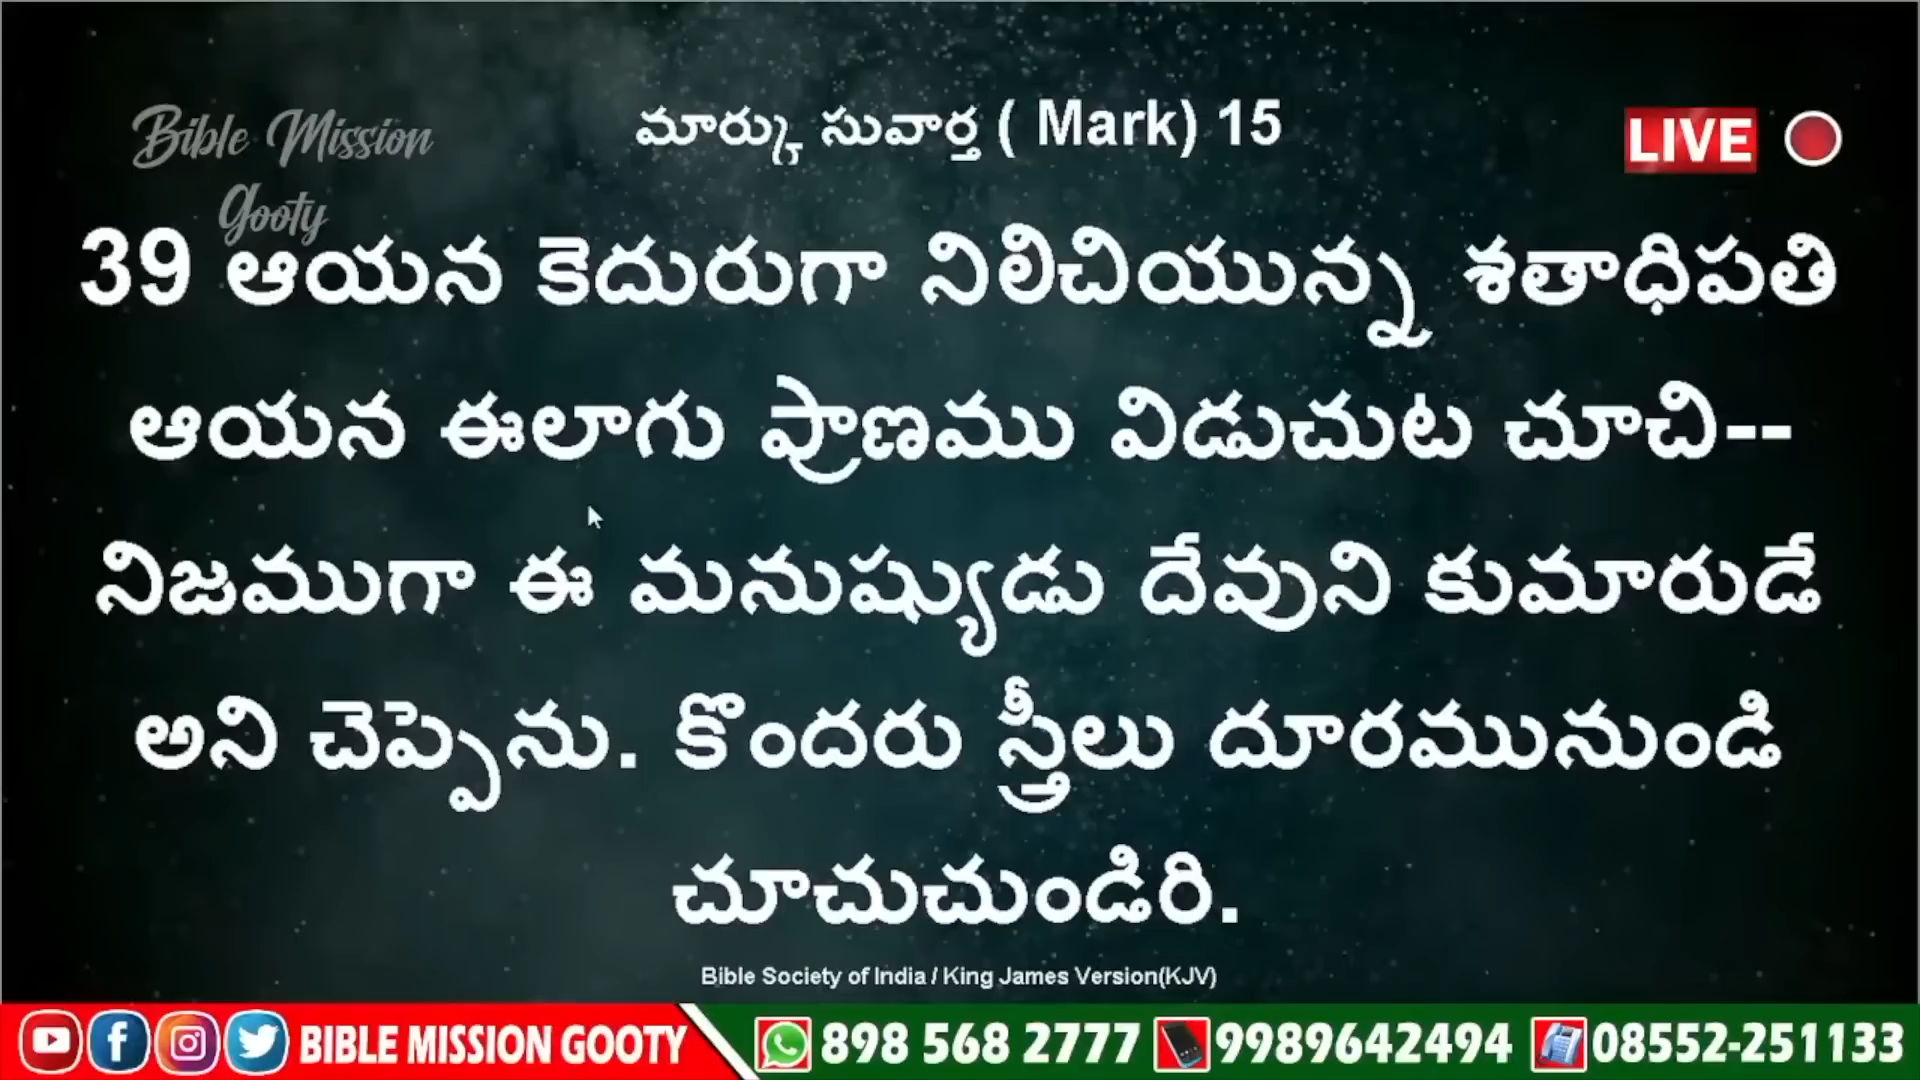 Bible Mission
Gooty
మార్కు సువార్త ( Mark) 15
LIVE
39 ఆయన కెదురుగా నిలిచియున్న శతాధిపతి
ఆయన ఈలాగు ప్రాణము విడుచుట చూచి--
నిజముగా ఈ మనుష్యుడు దేవుని కుమారుడే
అని చెప్పెను. కొందరు స్త్రీలు దూరమునుండి
చూచుచుండిరి.
Bible Society of India / King James Version(KJV)
BIBLE MISSION GOOTY 898 568 2777 9989642494 08552-251133